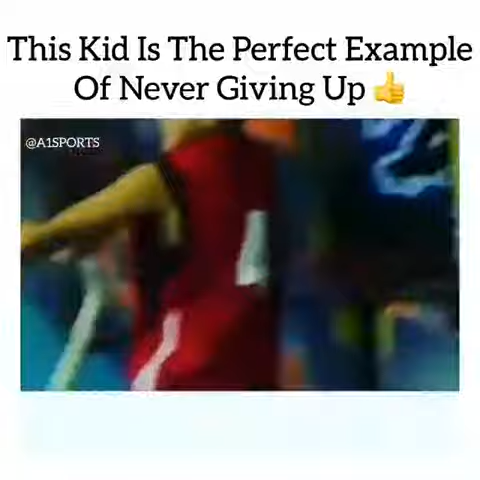 This Kid Is The Perfect Example
Of Never Giving Up 👍
@A1SPORTS